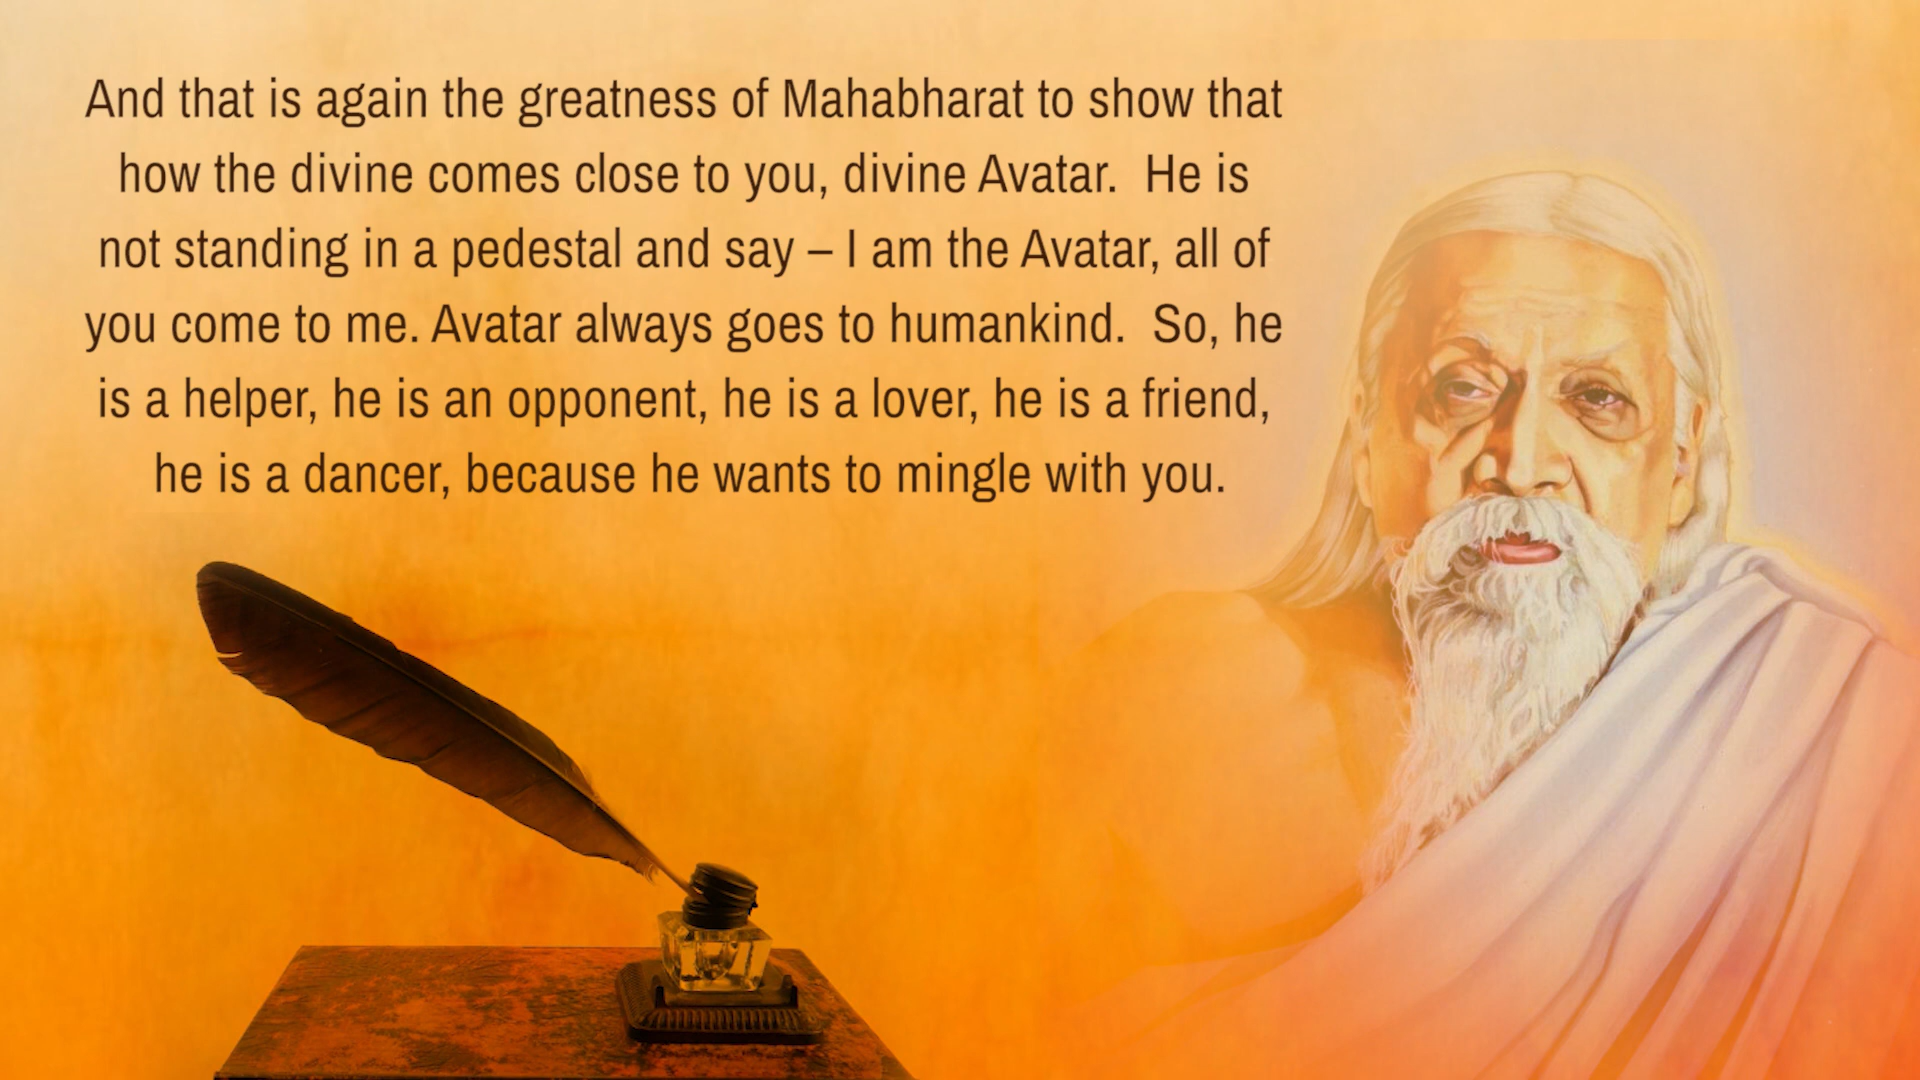 And that is again the greatness of Mahabharat to show that
how the divine comes close to you, divine Avatar.  He is
not standing in a pedestal and say – I am the Avatar, all of
you come to me. Avatar always goes to humankind.  So, he
is a helper, he is an opponent, he is a lover, he is a friend,
he is a dancer, because he wants to mingle with you.